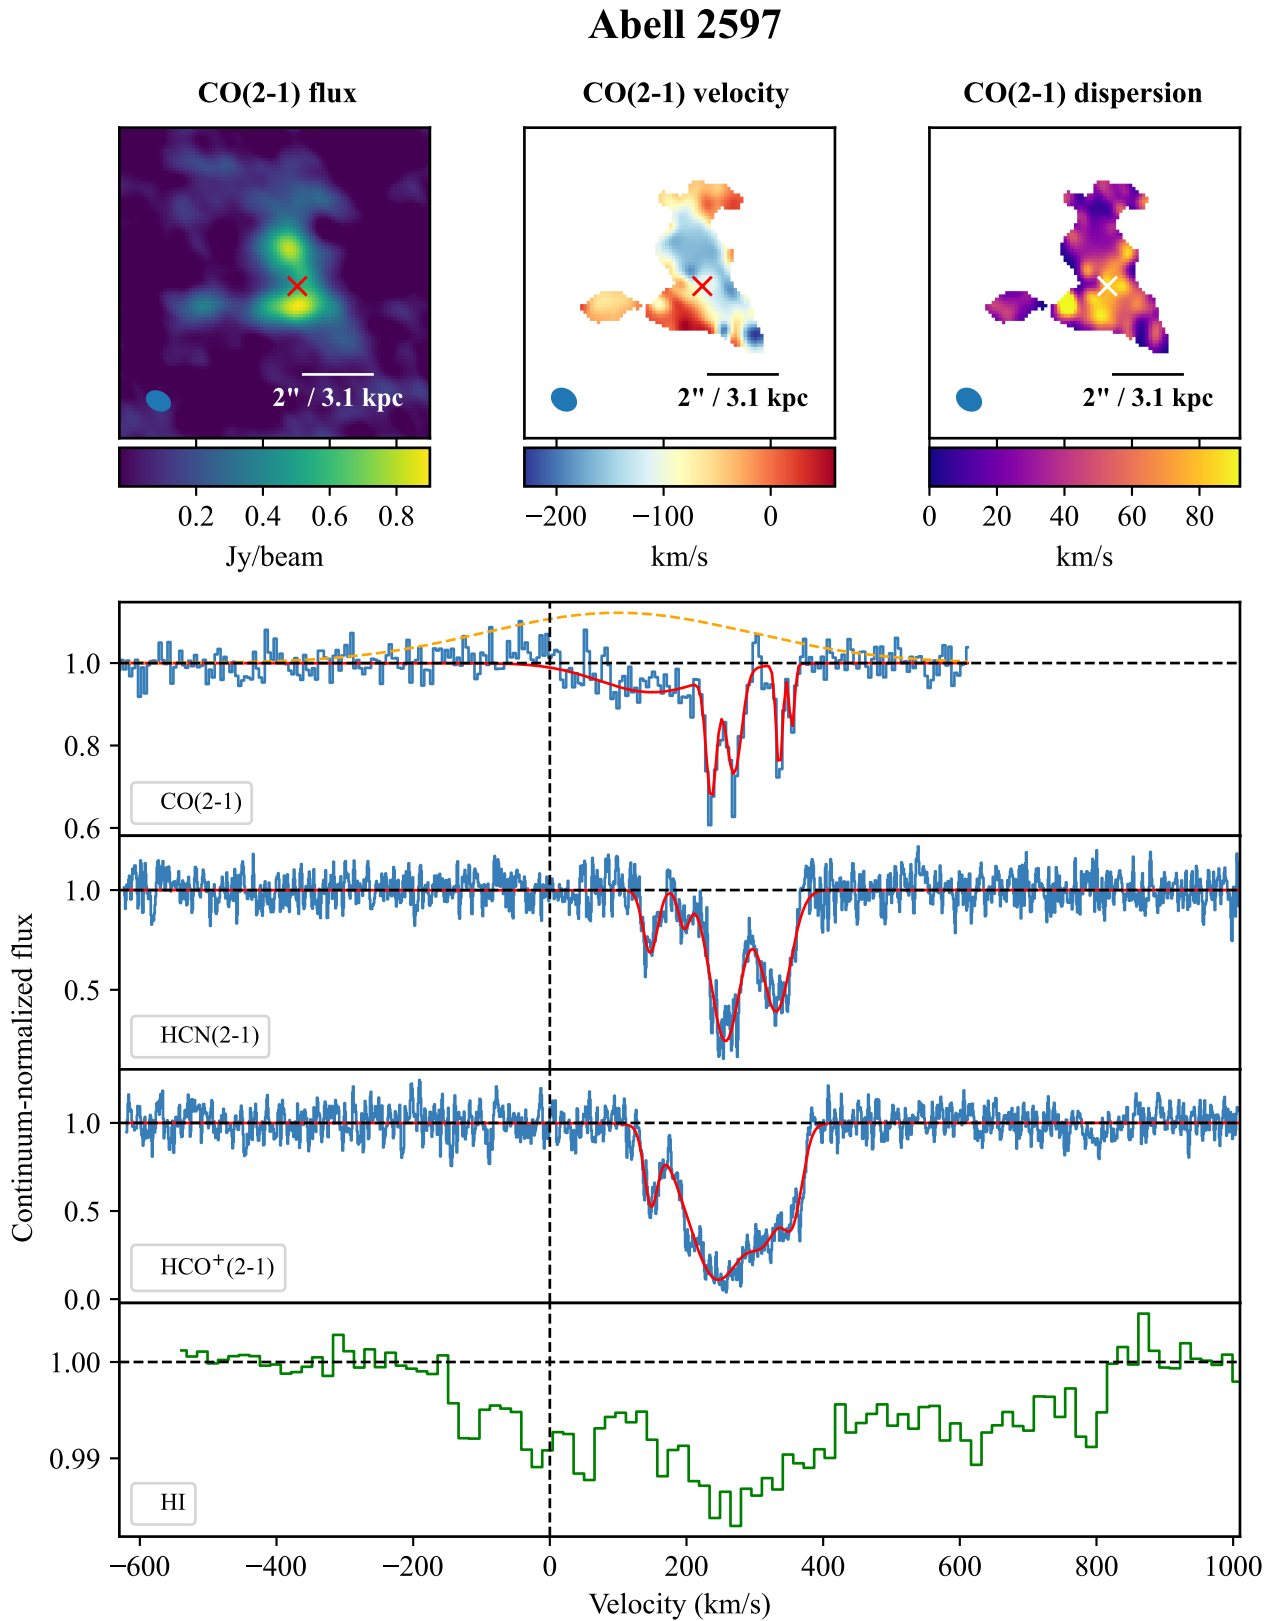 Abell 2597
CO(2-1) flux
CO(2-1) velocity
CO(2-1) dispersion
2" / 3.1 kpc
2" / 3.1 kpc
2" / 3.1 kpc
0.2 0.4 0.6 0.8
−200 −100 0
0 20 40 60 80
Jy/beam
km/s
km/s
Continuum-normalized flux
1.0
0.8
0.6
CO(2-1)
1.0
0.5
HCN(2-1)
1.0
0.5
0.0
HCO⁺(2-1)
1.00
0.99
HI
−600 −400 −200 0 200 400 600 800 1000
Velocity (km/s)